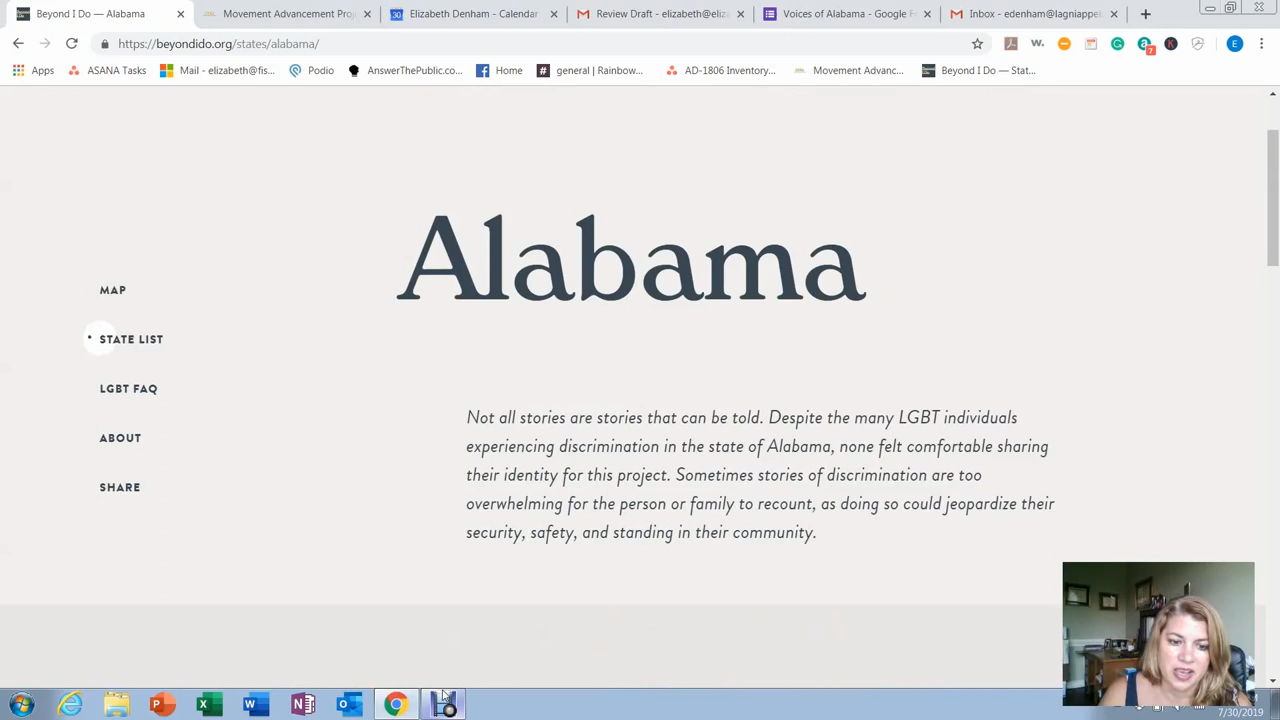 Beyond I Do — Alabama
Movement Advancement Pro
Elizabeth Denham - Calendar
Review Draft - elizabeth@eliz
Voices of Alabama - Google F
Inbox - edenham@lagniappe
https://beyondido.org/states/alabama/
w.
7
E
Apps
ASANA Tasks
Mail - elizabeth@fis...
Podio
AnswerThePublic.co...
Home
general | Rainbow...
AD-1806 Inventory...
Movement Advanc...
Beyond I Do — Stat...
Alabama
MAP
STATE LIST
LGBT FAQ
ABOUT
SHARE
Not all stories are stories that can be told. Despite the many LGBT individuals
experiencing discrimination in the state of Alabama, none felt comfortable sharing
their identity for this project. Sometimes stories of discrimination are too
overwhelming for the person or family to recount, as doing so could jeopardize their
security, safety, and standing in their community.
7/30/2019